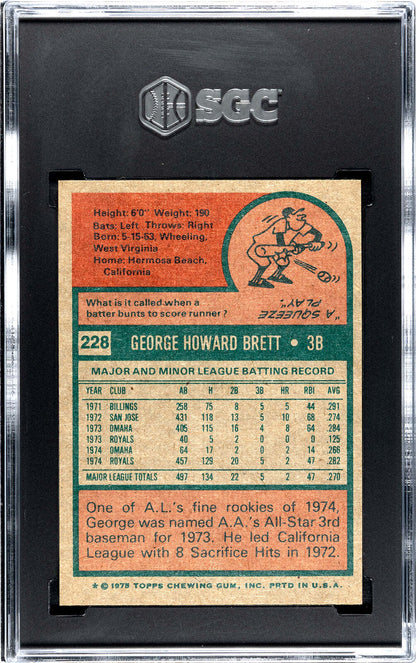 SGC
Height: 6'0" Weight: 190
Bats: Left Throws: Right
Born: 5-15-53, Wheeling,
West Virginia
Home: Hermosa Beach,
California
What is it called when a
batter bunts to score runner?
"A SQUEEZE
PLAY".
228 GEORGE HOWARD BRETT • 3B
MAJOR AND MINOR LEAGUE BATTING RECORD
YEAR CLUB AB H 2B 3B HR RBI AVG
1971 BILLINGS 258 75 8 5 5 44 .291
1972 SAN JOSE 431 118 13 5 10 68 .274
1973 OMAHA 405 115 16 4 8 64 .284
1973 ROYALS 40 5 2 0 0 0 .125
1974 OMAHA 64 17 2 0 2 14 .266
1974 ROYALS 457 129 20 5 2 47 .282
MAJOR LEAGUE TOTALS 497 134 22 5 2 47 .270
One of A.L.'s fine rookies of 1974,
George was named A.A.'s All-Star 3rd
baseman for 1973. He led California
League with 8 Sacrifice Hits in 1972.
* © 1975 TOPPS CHEWING GUM, INC. PRTD IN U.S.A.